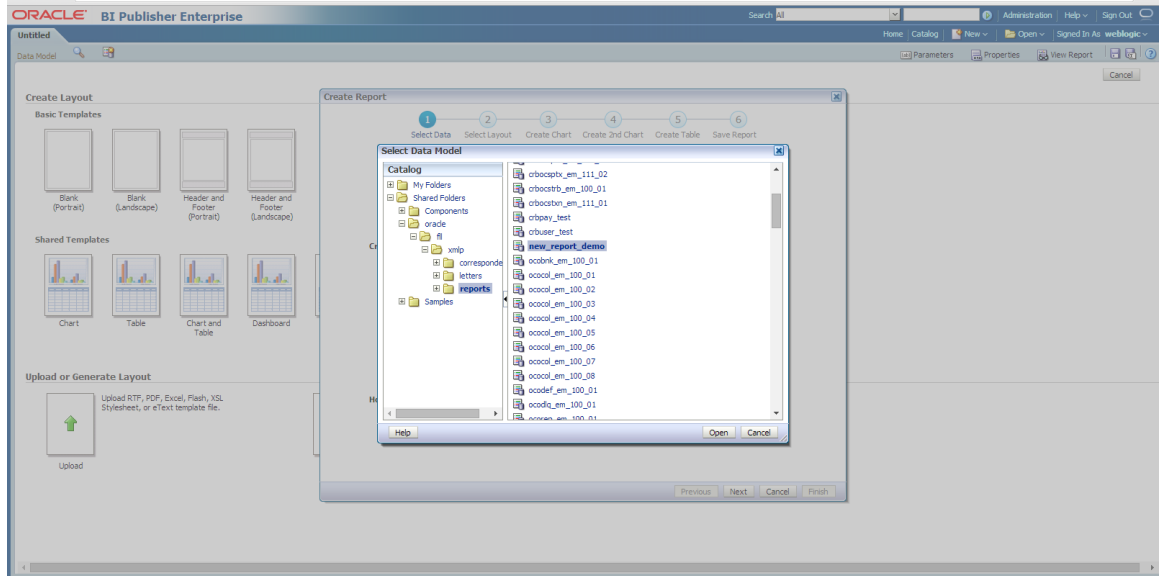 ORACLE BI Publisher Enterprise
Search All
Administration Help Sign Out
Untitled
Home Catalog New Open Signed In As weblogic
Data Model
Parameters Properties View Report
Cancel
Create Layout
Basic Templates
Blank (Portrait)
Blank (Landscape)
Header and Footer (Portrait)
Header and Footer (Landscape)
Shared Templates
Chart
Table
Chart and Table
Dashboard
Upload or Generate Layout
Upload RTF, PDF, Excel, Flash, XSL
Stylesheet, or eText template file.
Upload
Create Report
1 2 3 4 5 6
Select Data Select Layout Create Chart Create 2nd Chart Create Table Save Report
Select Data Model
Catalog
My Folders
Shared Folders
Components
oracle
fll
xmlp
corresponde
letters
reports
Samples
crbocsptx_em_111_02
crbocstrb_em_100_01
crbocstxn_em_111_01
crbpay_test
crbuser_test
new_report_demo
ocobnk_em_100_01
ococol_em_100_01
ococol_em_100_02
ococol_em_100_03
ococol_em_100_04
ococol_em_100_05
ococol_em_100_06
ococol_em_100_07
ococol_em_100_08
ocodef_em_100_01
ocodlq_em_100_01
Help Open Cancel
Previous Next Cancel Finish